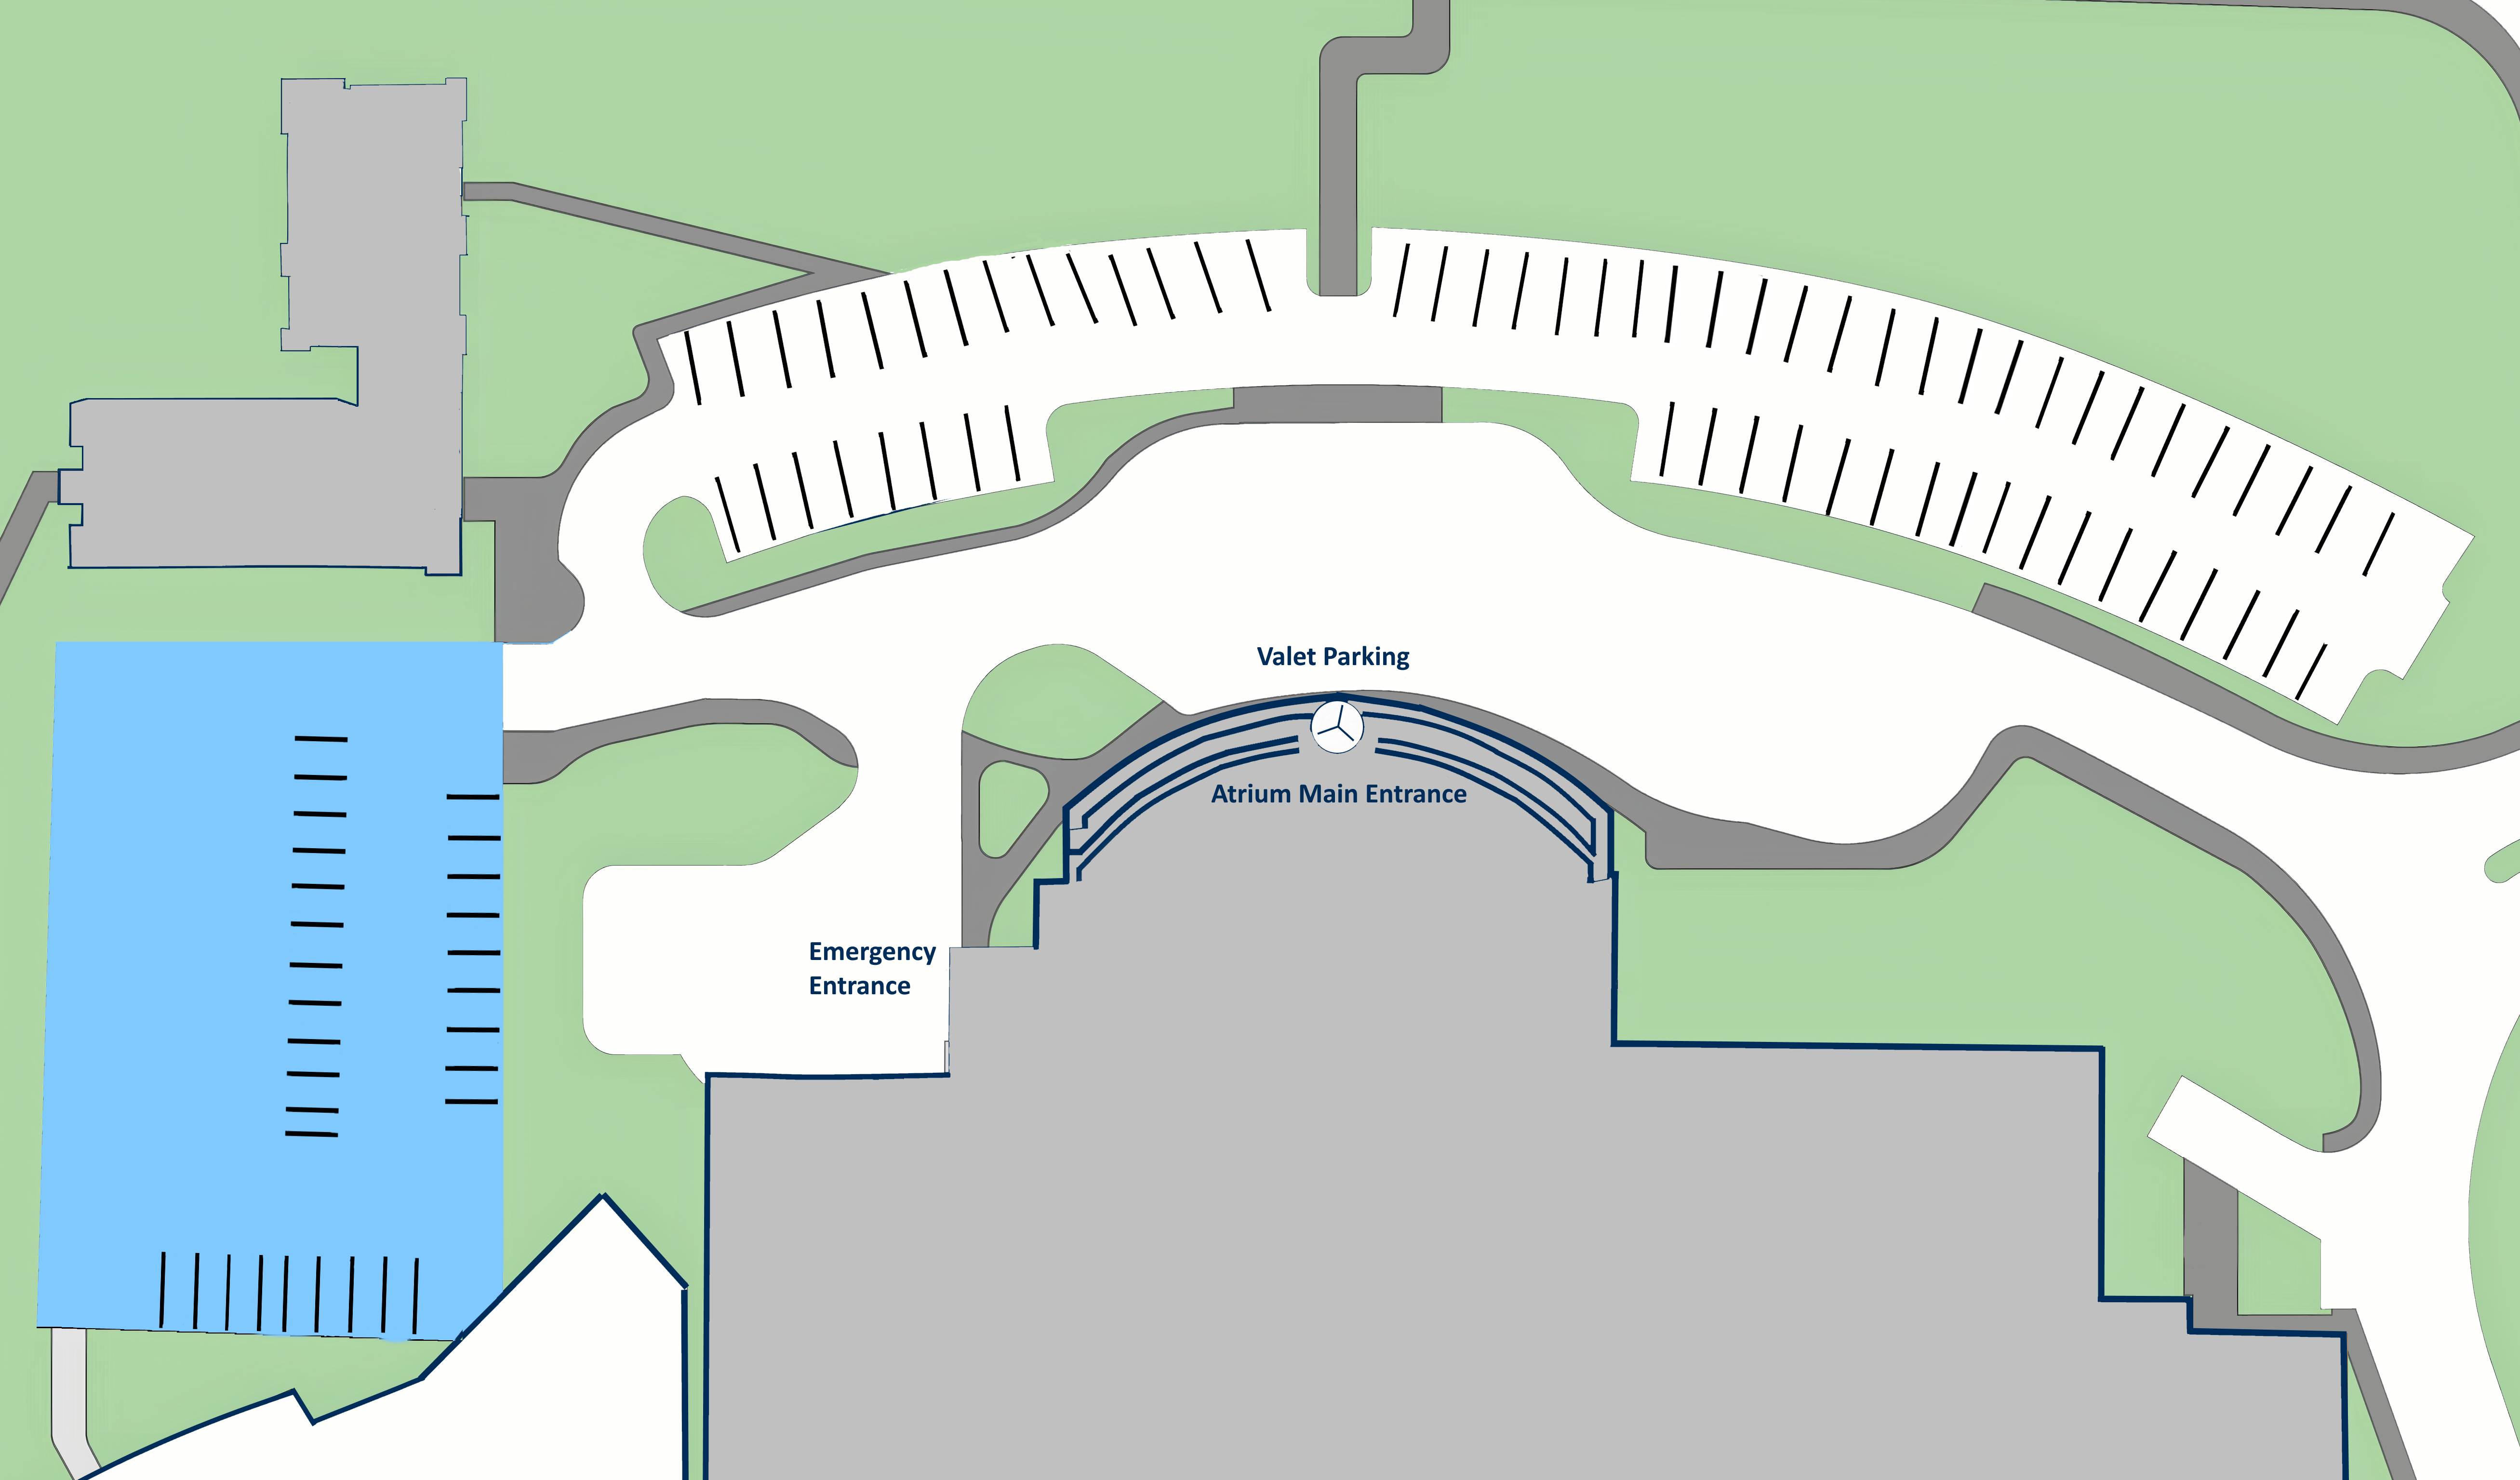 Valet Parking
Atrium Main Entrance
Emergency
Entrance